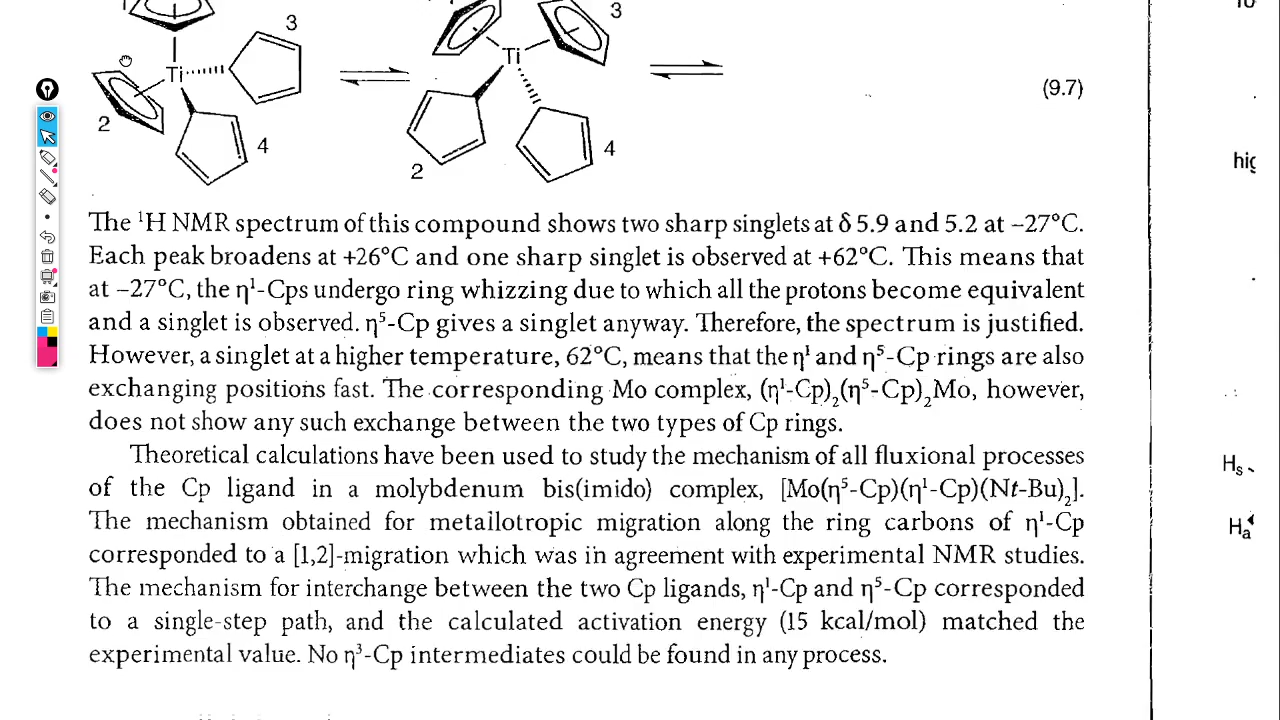 3
3
Ti
Ti
(9.7)
2
4
4
2
The ¹H NMR spectrum of this compound shows two sharp singlets at δ 5.9 and 5.2 at –27°C.
Each peak broadens at +26°C and one sharp singlet is observed at +62°C. This means that
at –27°C, the η¹-Cps undergo ring whizzing due to which all the protons become equivalent
and a singlet is observed. η⁵-Cp gives a singlet anyway. Therefore, the spectrum is justified.
However, a singlet at a higher temperature, 62°C, means that the η¹ and η⁵-Cp rings are also
exchanging positions fast. The corresponding Mo complex, (η¹-Cp)₂(η⁵-Cp)₂Mo, however,
does not show any such exchange between the two types of Cp rings.
Theoretical calculations have been used to study the mechanism of all fluxional processes
of the Cp ligand in a molybdenum bis(imido) complex, [Mo(η⁵-Cp)(η¹-Cp)(Nt-Bu)₂].
The mechanism obtained for metallotropic migration along the ring carbons of η¹-Cp
corresponded to a [1,2]-migration which was in agreement with experimental NMR studies.
The mechanism for interchange between the two Cp ligands, η¹-Cp and η⁵-Cp corresponded
to a single-step path, and the calculated activation energy (15 kcal/mol) matched the
experimental value. No η³-Cp intermediates could be found in any process.
Hₛ
Hₐ